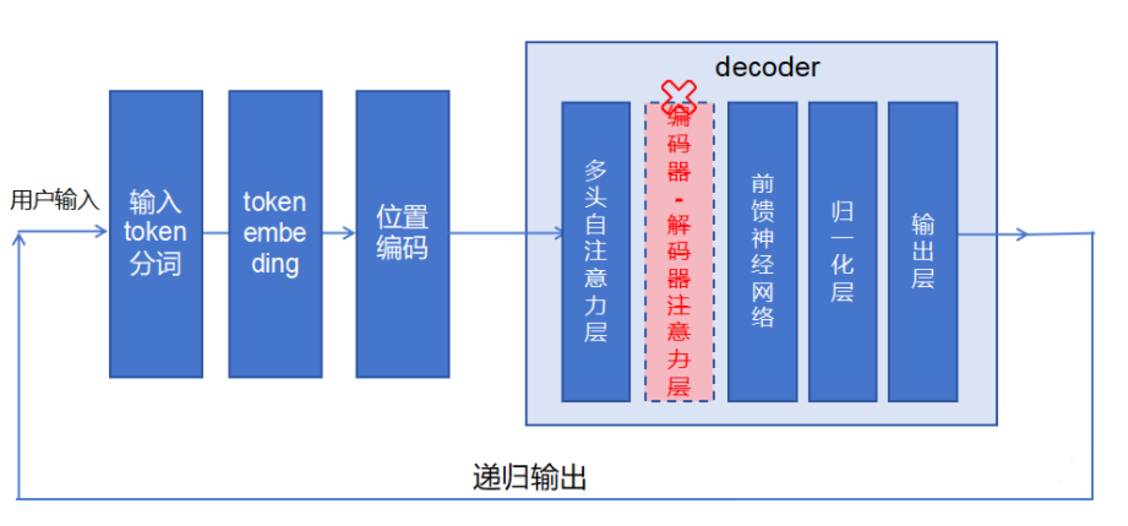 decoder
用户输入
输入
token
分词
token
embe
ding
位置
编码
多头自注意力层
编码器-解码器注意力层
前馈神经网络
归一化层
输出层
递归输出